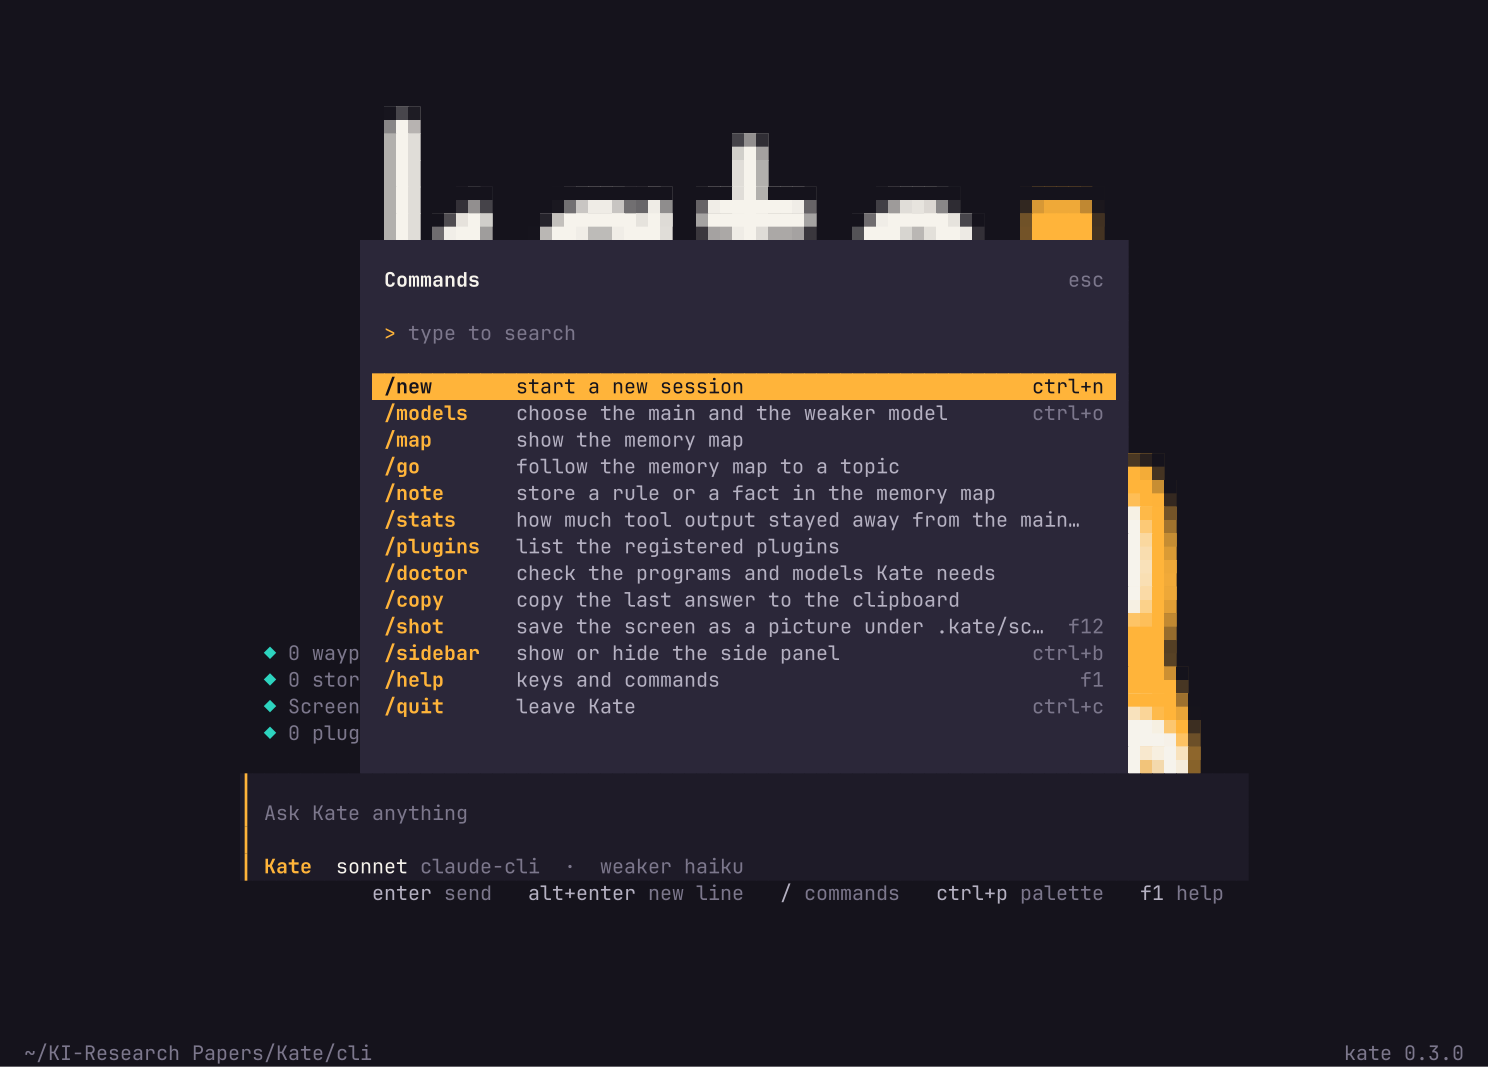 Commands esc
> type to search
/new start a new session ctrl+n
/models choose the main and the weaker model ctrl+o
/map show the memory map
/go follow the memory map to a topic
/note store a rule or a fact in the memory map
/stats how much tool output stayed away from the main…
/plugins list the registered plugins
/doctor check the programs and models Kate needs
/copy copy the last answer to the clipboard
/shot save the screen as a picture under .kate/sc… f12
◆ 0 wayp /sidebar show or hide the side panel ctrl+b
◆ 0 stor /help keys and commands f1
◆ Screen /quit leave Kate ctrl+c
◆ 0 plug
Ask Kate anything
Kate sonnet claude-cli · weaker haiku
enter send alt+enter new line / commands ctrl+p palette f1 help
~/KI-Research Papers/Kate/cli kate 0.3.0